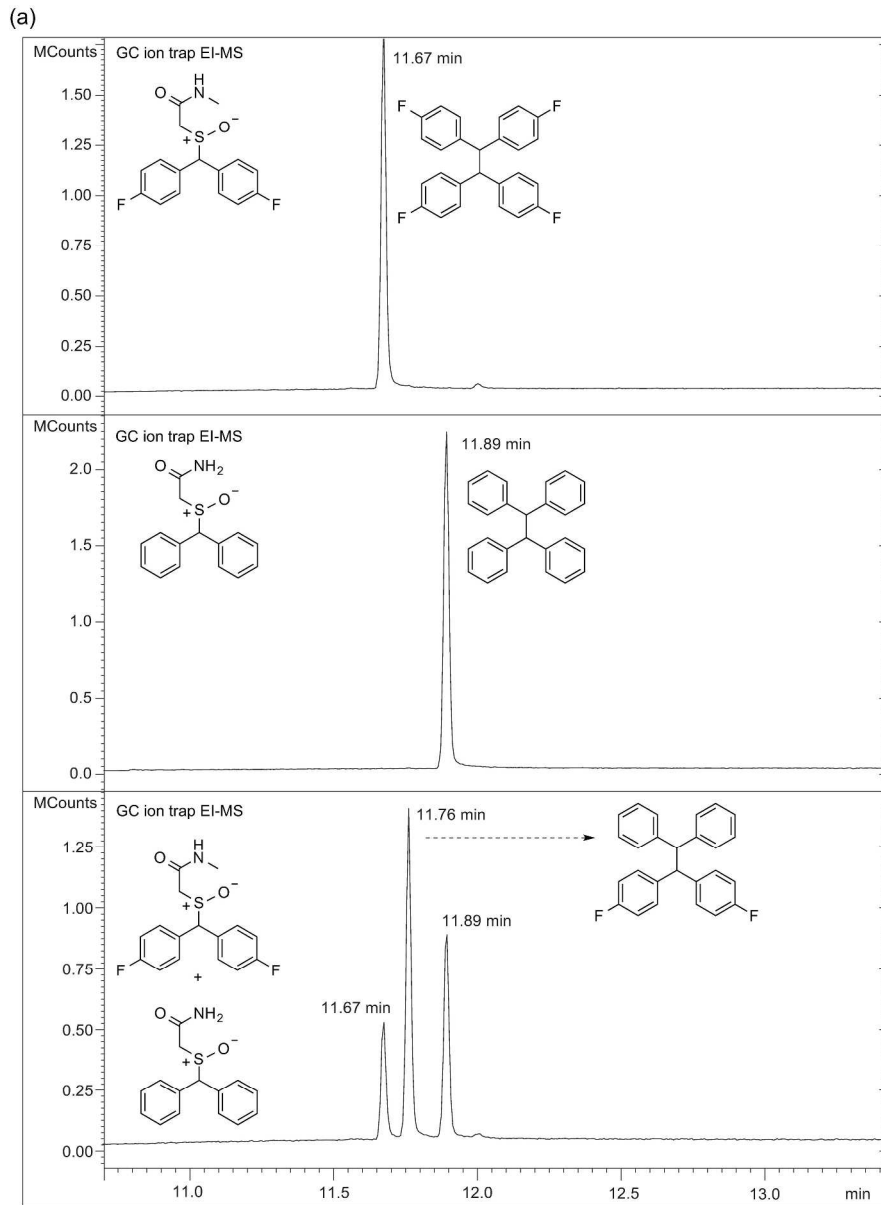 (a)
MCounts
GC ion trap EI-MS
11.67 min
H
O N
S O −
+
F F
F F
F F
1.50
1.25
1.00
0.75
0.50
0.25
0.00
MCounts
GC ion trap EI-MS
11.89 min
O NH2
S O −
+
2.0
1.5
1.0
0.5
0.0
MCounts
GC ion trap EI-MS
11.76 min
H
O N
S O −
+
F F
+
O NH2
S O −
+
11.89 min
11.67 min
F F
1.25
1.00
0.75
0.50
0.25
0.00
11.0 11.5 12.0 12.5 13.0 min